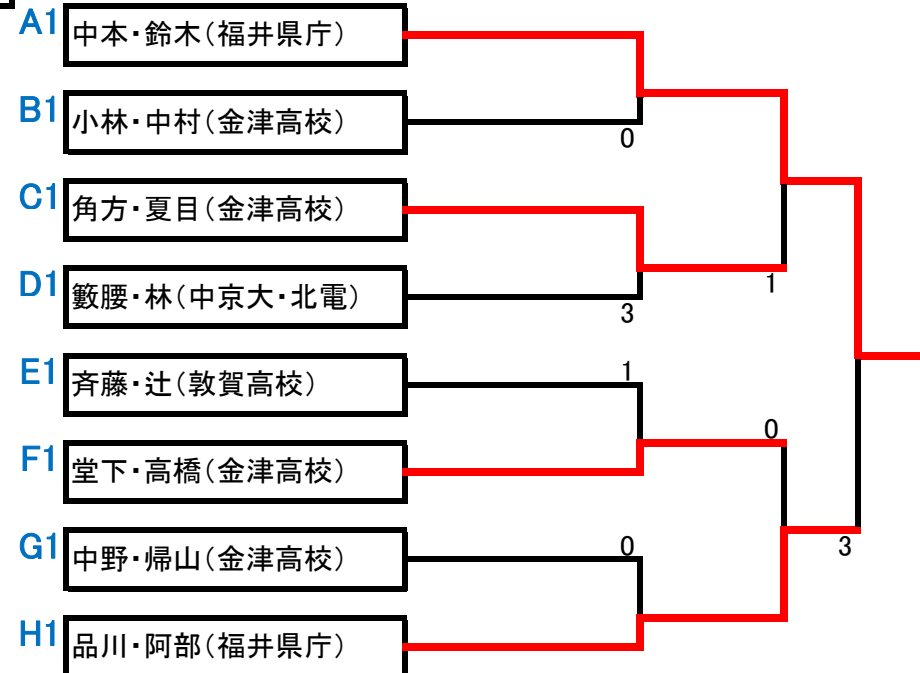 A1 中本・鈴木(福井県庁)
B1 小林・中村(金津高校)
0
C1 角方・夏目(金津高校)
1
D1 籔腰・林(中京大・北電)
3
E1 斉藤・辻(敦賀高校)
1
0
F1 堂下・高橋(金津高校)
G1 中野・帰山(金津高校)
0
3
H1 品川・阿部(福井県庁)